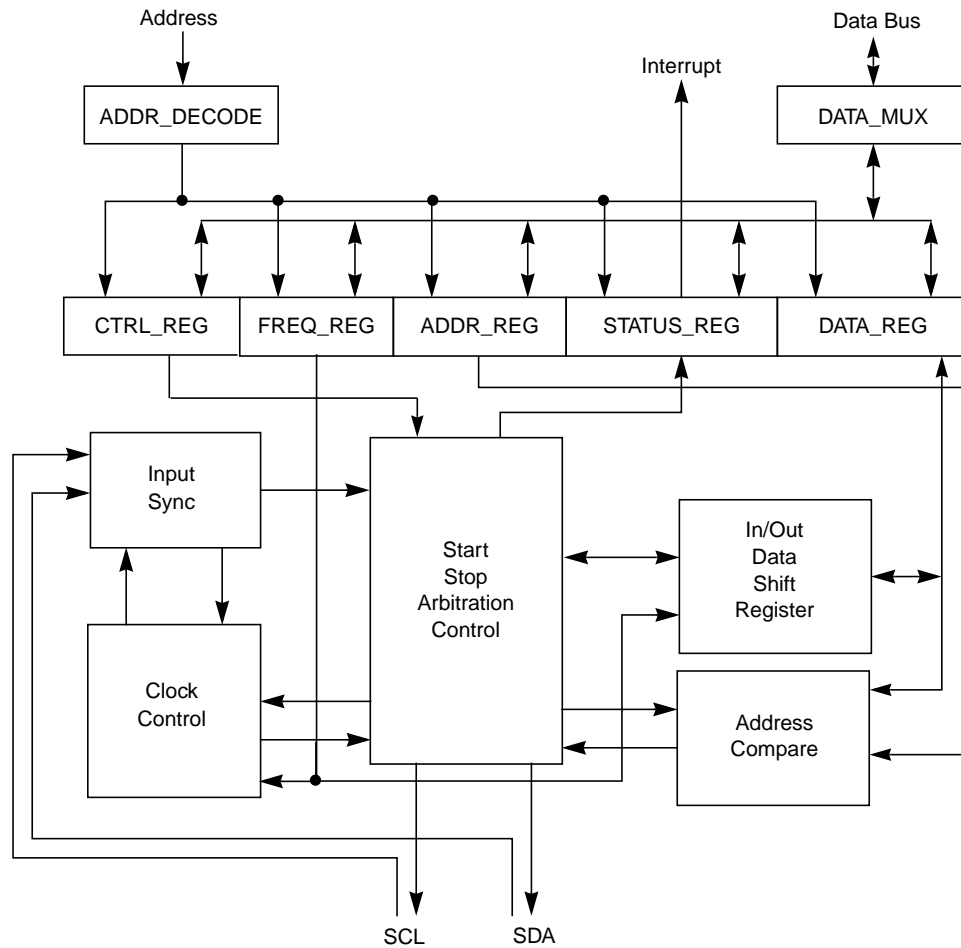 Address
Data Bus
Interrupt
ADDR_DECODE
DATA_MUX
CTRL_REG
FREQ_REG
ADDR_REG
STATUS_REG
DATA_REG
Input
Sync
Start
Stop
Arbitration
Control
In/Out
Data
Shift
Register
Clock
Control
Address
Compare
SCL
SDA